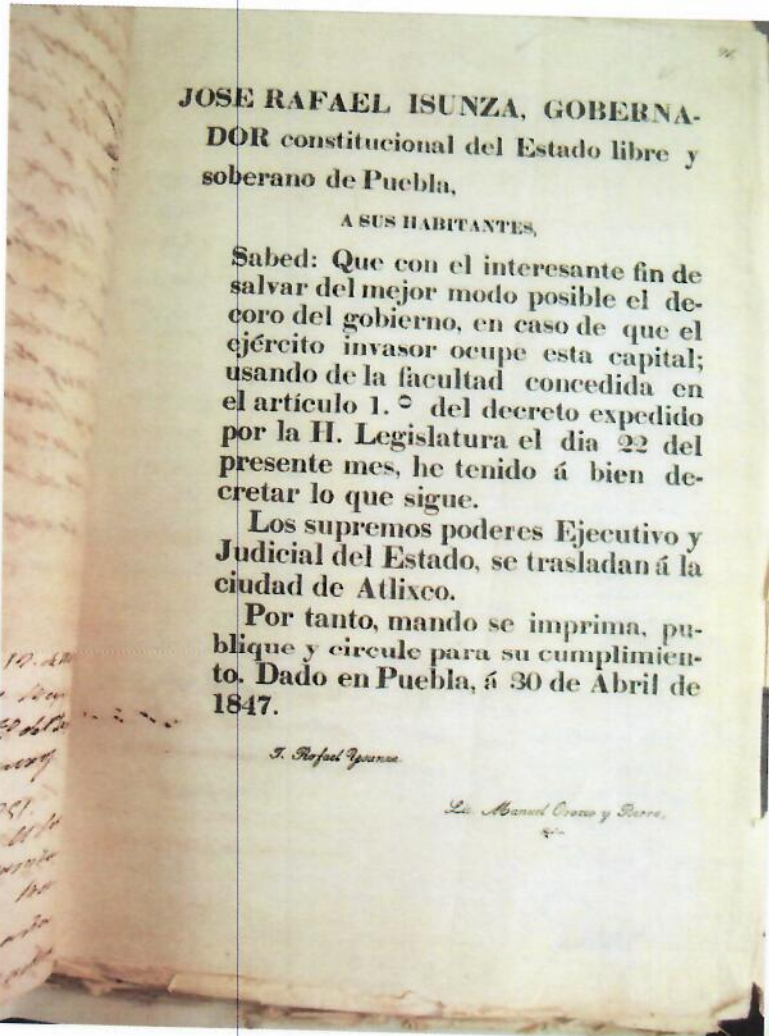 JOSE RAFAEL ISUNZA, GOBERNA-
DOR constitucional del Estado libre y
soberano de Puebla,
A SUS HABITANTES,
Sabed: Que con el interesante fin de
salvar del mejor modo posible el de-
coro del gobierno, en caso de que el
ejército invasor ocupe esta capital;
usando de la facultad concedida en
el artículo 1.º del decreto expedido
por la H. Legislatura el dia 22 del
presente mes, he tenido á bien de-
cretar lo que sigue.
Los supremos poderes Ejecutivo y
Judicial del Estado, se trasladan á la
ciudad de Atlixco.
Por tanto, mando se imprima, pu-
blique y circule para su cumplimien-
to. Dado en Puebla, á 30 de Abril de
1847.
J. Rafael Ysunza
Lic. Manuel Orozco y Berra,